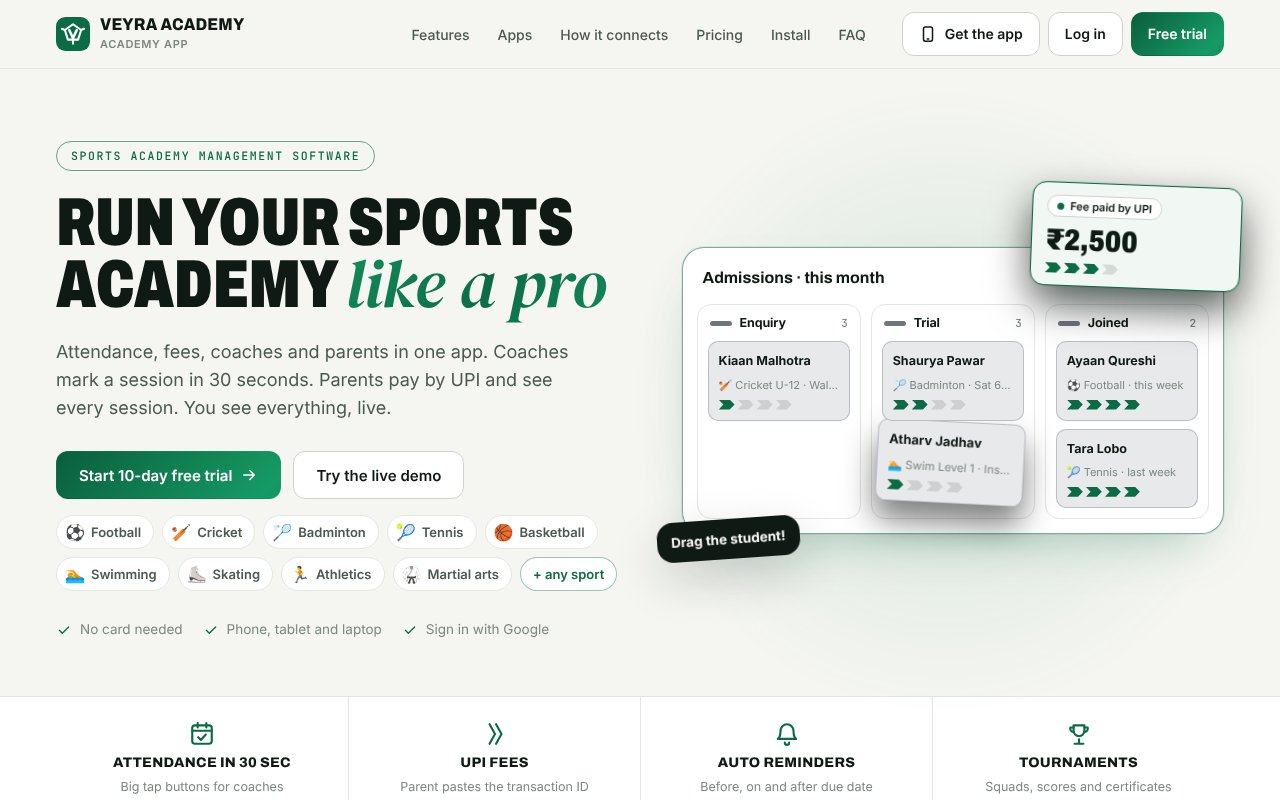 VEYRA ACADEMY
ACADEMY APP
Features
Apps
How it connects
Pricing
Install
FAQ
Get the app
Log in
Free trial
SPORTS ACADEMY MANAGEMENT SOFTWARE
RUN YOUR SPORTS
ACADEMY like a pro
Attendance, fees, coaches and parents in one app. Coaches
mark a session in 30 seconds. Parents pay by UPI and see
every session. You see everything, live.
Start 10-day free trial →
Try the live demo
Football
Cricket
Badminton
Tennis
Basketball
Swimming
Skating
Athletics
Martial arts
+ any sport
No card needed
Phone, tablet and laptop
Sign in with Google
Fee paid by UPI
₹2,500
Admissions · this month
Enquiry 3
Kiaan Malhotra
Cricket U-12 · Wal...
Trial 3
Shaurya Pawar
Badminton · Sat 6...
Atharv Jadhav
Swim Level 1 · Ins...
Joined 2
Ayaan Qureshi
Football · this week
Tara Lobo
Tennis · last week
Drag the student!
ATTENDANCE IN 30 SEC
Big tap buttons for coaches
UPI FEES
Parent pastes the transaction ID
AUTO REMINDERS
Before, on and after due date
TOURNAMENTS
Squads, scores and certificates